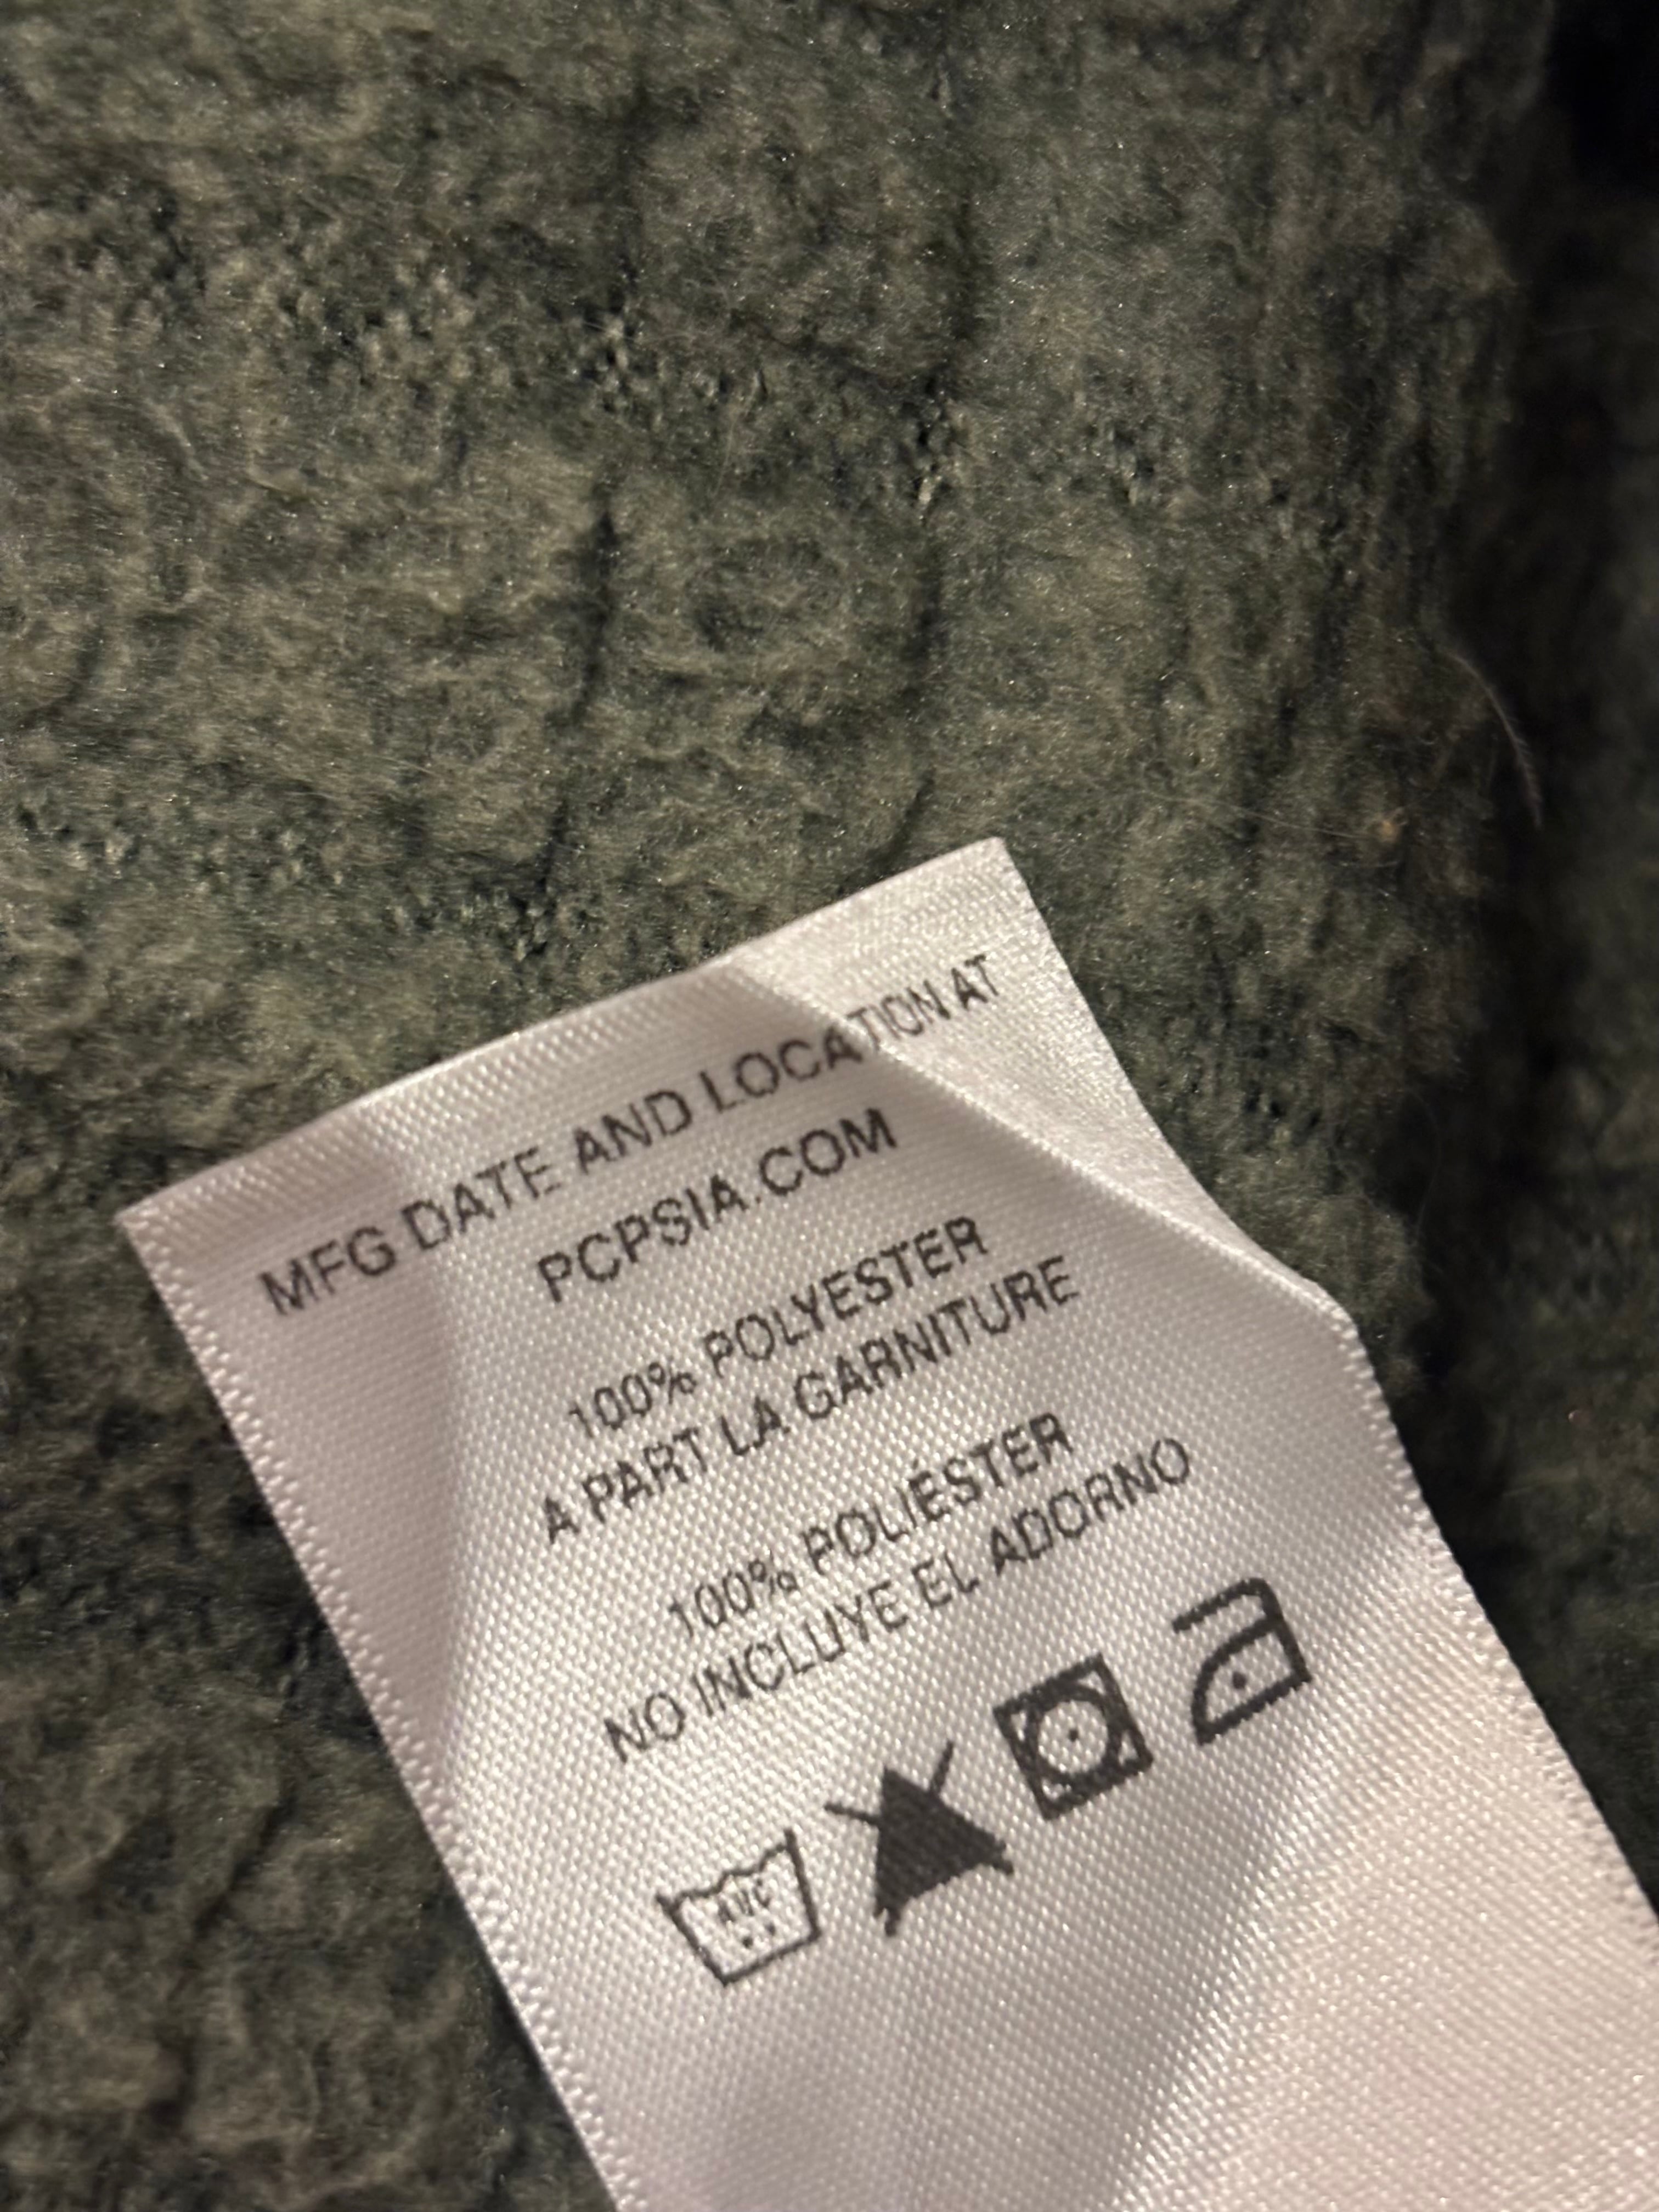 MFG DATE AND LOCATION AT
PCPSIA.COM
100% POLYESTER
A PART LA GARNITURE
100% POLIÉSTER
NO INCLUYE EL ADORNO